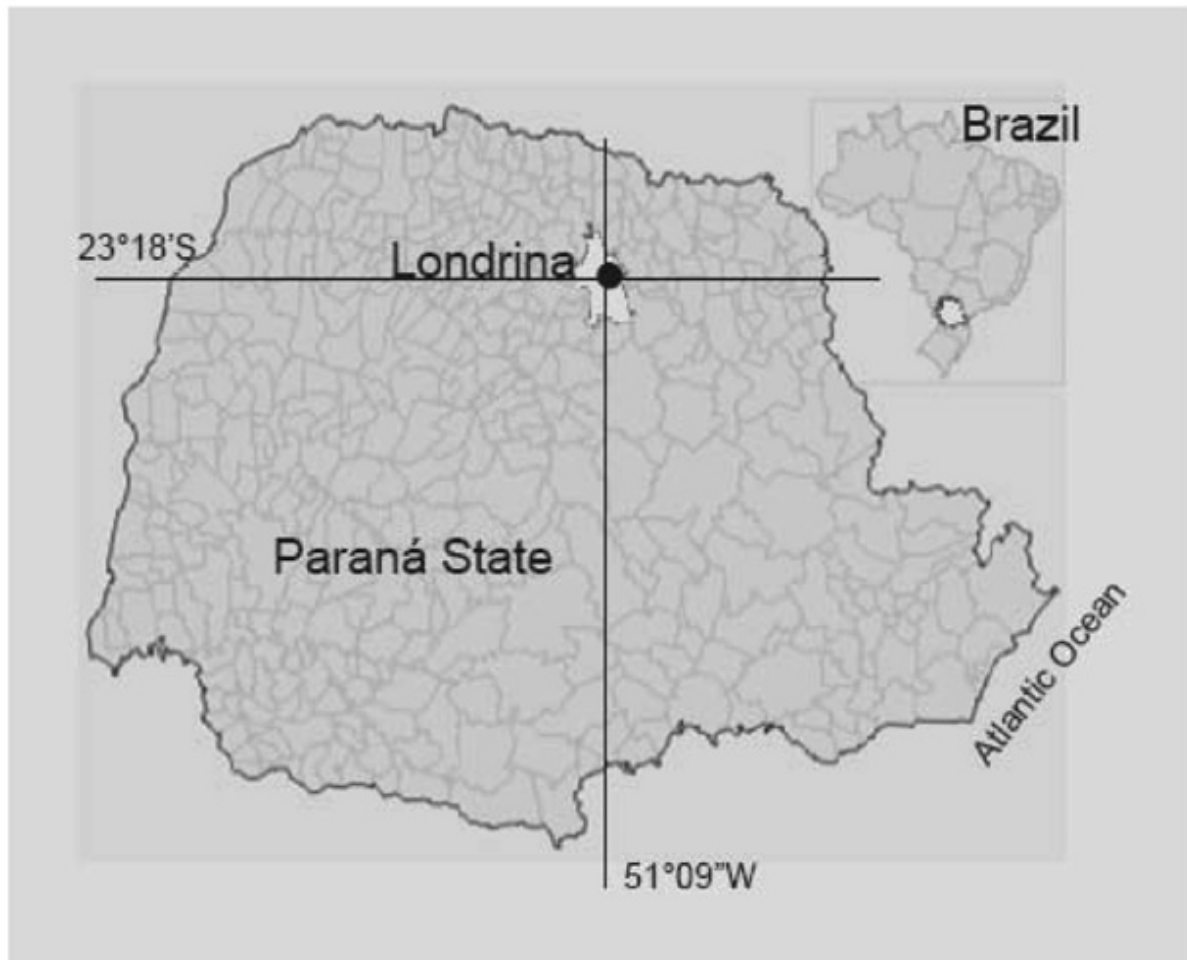 Brazil
23°18’S
Londrina
Paraná State
Atlantic Ocean
51°09”W